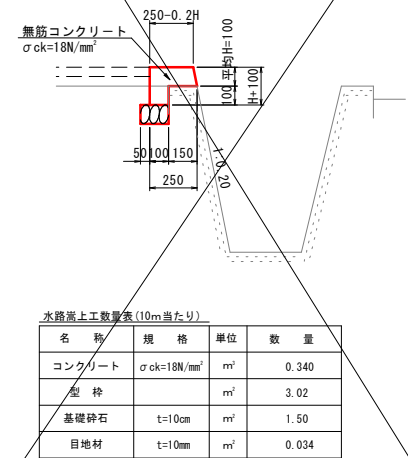 250-0.2H
無筋コンクリート
σck=18N/mm²
100
平均H=100
H+100
50
100
150
250
1:0.20
水路嵩上工数量表(10m当たり)
名 称 規 格 単位 数 量
コンクリート σck=18N/mm² m³ 0.340
型 枠 m² 3.02
基礎砕石 t=10cm m² 1.50
目地材 t=10mm m² 0.034